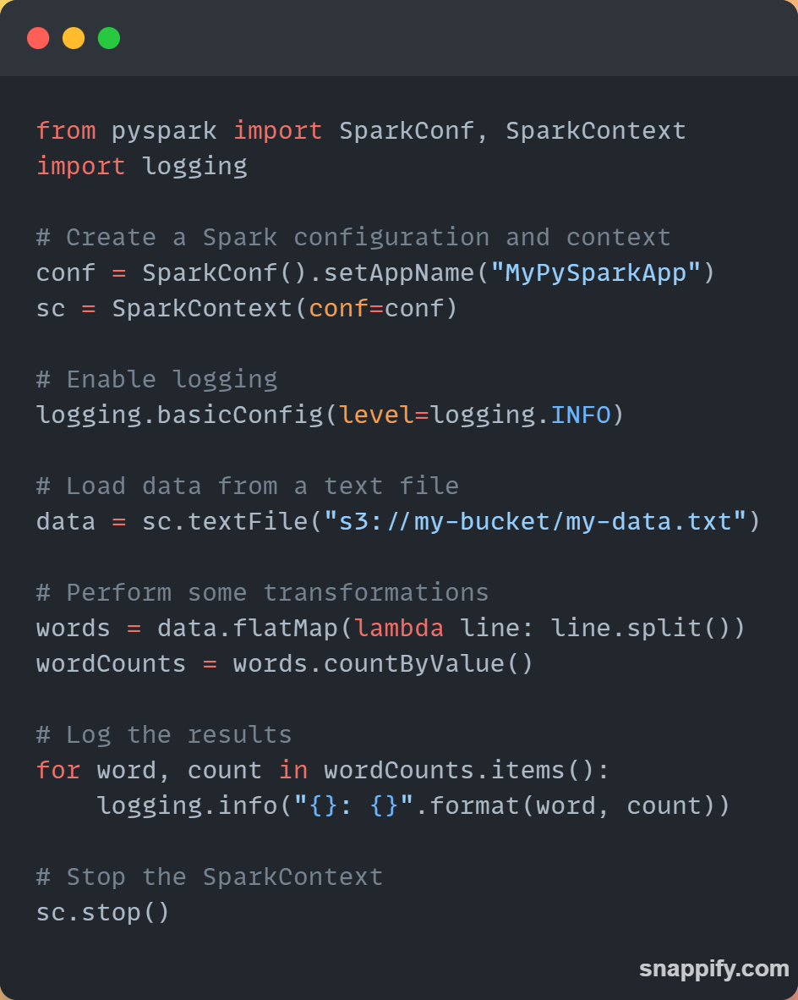 from pyspark import SparkConf, SparkContext
import logging

# Create a Spark configuration and context
conf = SparkConf().setAppName("MyPySparkApp")
sc = SparkContext(conf=conf)

# Enable logging
logging.basicConfig(level=logging.INFO)

# Load data from a text file
data = sc.textFile("s3://my-bucket/my-data.txt")

# Perform some transformations
words = data.flatMap(lambda line: line.split())
wordCounts = words.countByValue()

# Log the results
for word, count in wordCounts.items():
    logging.info("{}: {}".format(word, count))

# Stop the SparkContext
sc.stop()

snappify.com